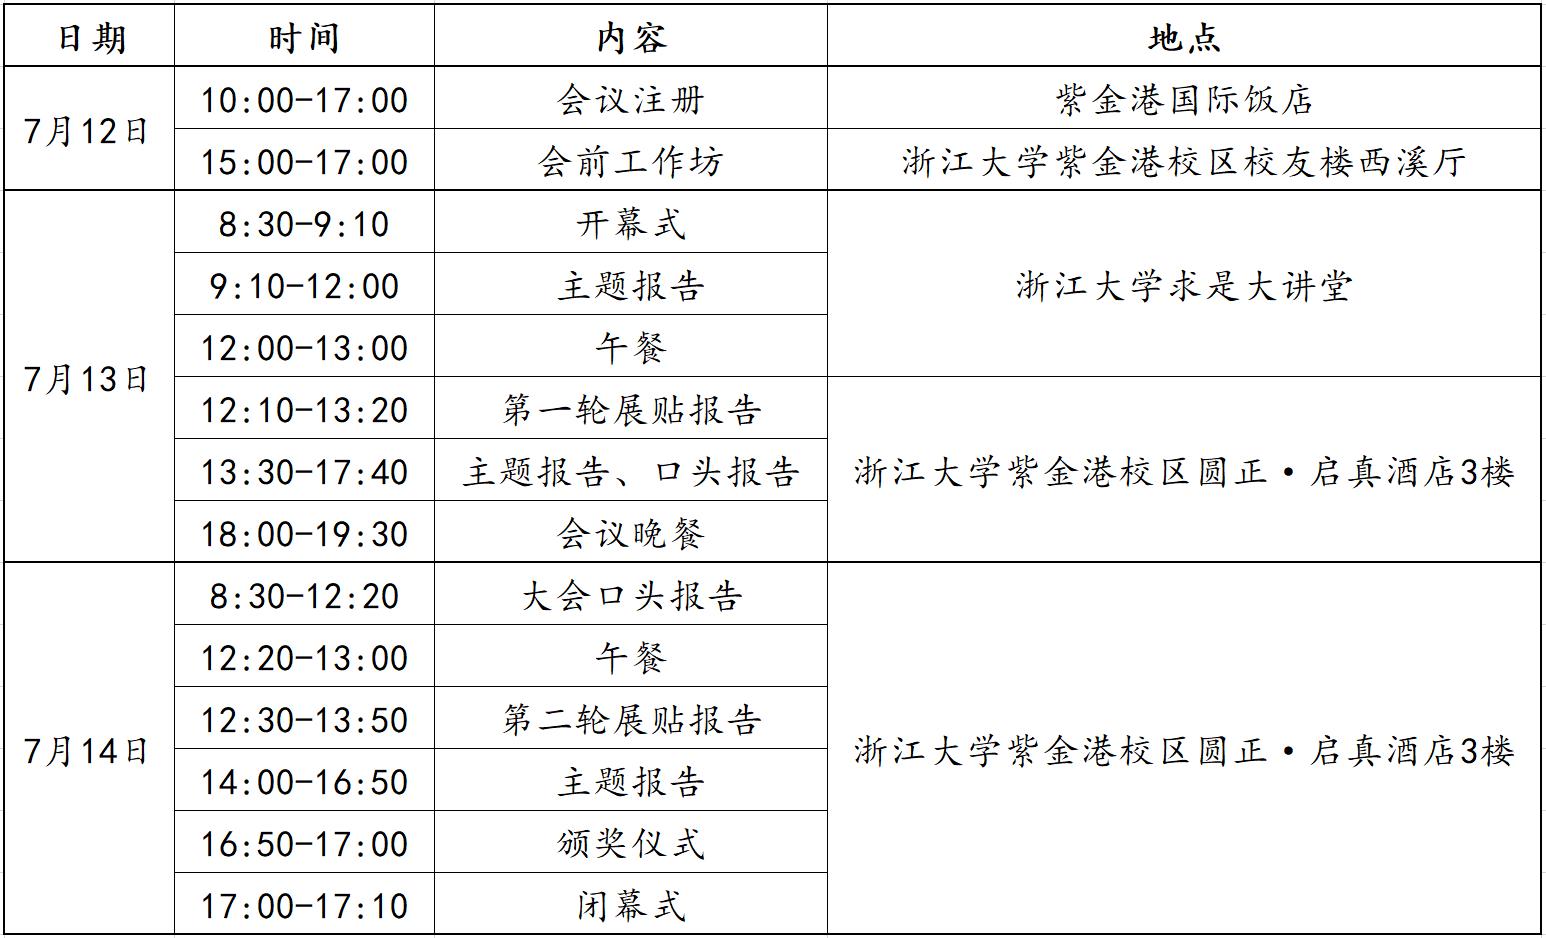 日期 时间 内容 地点
7月12日 10:00-17:00 会议注册 紫金港国际饭店
15:00-17:00 会前工作坊 浙江大学紫金港校区校友楼西溪厅
7月13日 8:30-9:10 开幕式 浙江大学求是大讲堂
9:10-12:00 主题报告
12:00-13:00 午餐
12:10-13:20 第一轮展贴报告 浙江大学紫金港校区圆正·启真酒店3楼
13:30-17:40 主题报告、口头报告
18:00-19:30 会议晚餐
7月14日 8:30-12:20 大会口头报告 浙江大学紫金港校区圆正·启真酒店3楼
12:20-13:00 午餐
12:30-13:50 第二轮展贴报告
14:00-16:50 主题报告
16:50-17:00 颁奖仪式
17:00-17:10 闭幕式